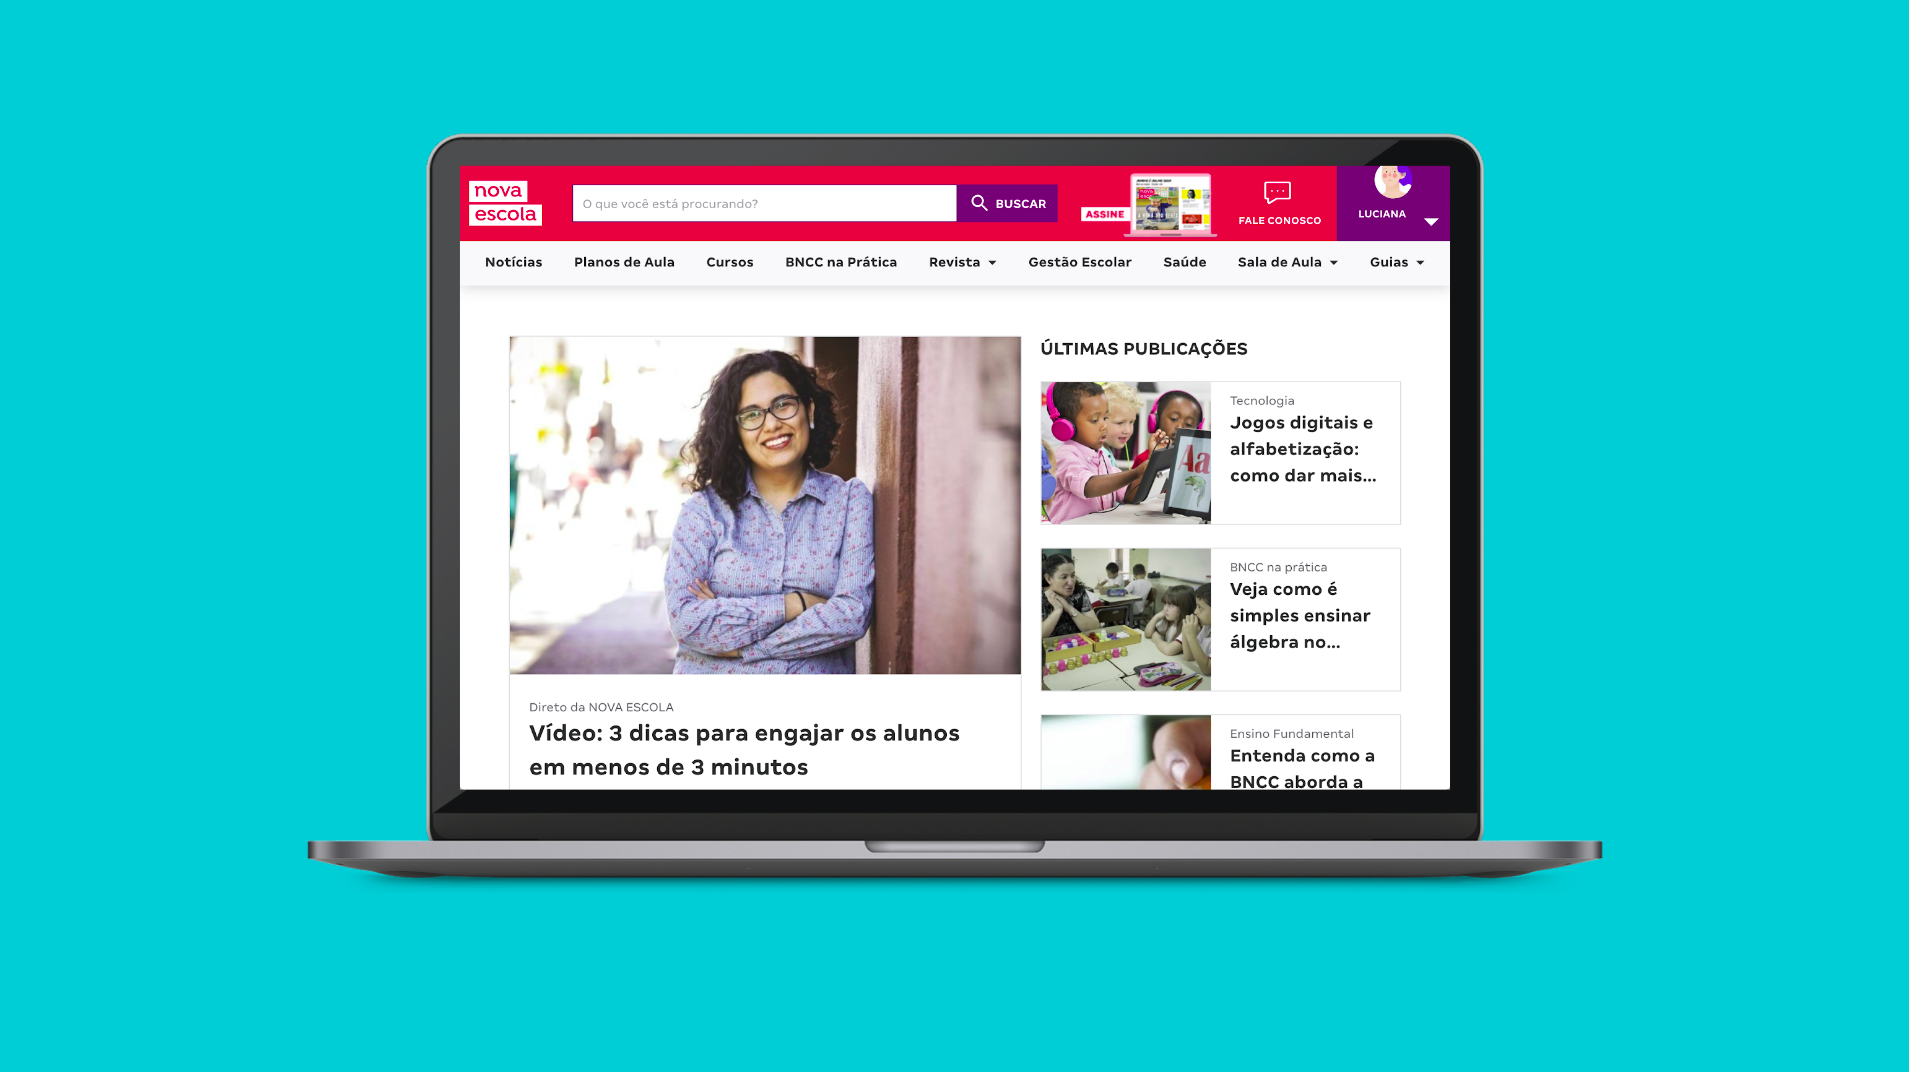 nova
escola
O que você está procurando?
BUSCAR
ASSINE
nova
FALE CONOSCO
LUCIANA
Notícias
Planos de Aula
Cursos
BNCC na Prática
Revista
Gestão Escolar
Saúde
Sala de Aula
Guias
Direto da NOVA ESCOLA
Vídeo: 3 dicas para engajar os alunos
em menos de 3 minutos
ÚLTIMAS PUBLICAÇÕES
Aa
Tecnologia
Jogos digitais e
alfabetização:
como dar mais...
BNCC na prática
Veja como é
simples ensinar
álgebra no...
Ensino Fundamental
Entenda como a
BNCC aborda a